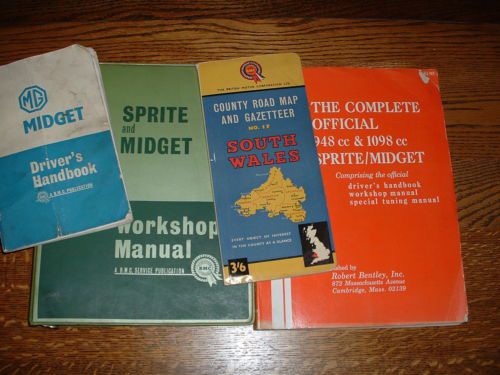 MG
MIDGET
Driver's
Handbook
A B.M.C. PUBLICATION
SPRITE
and
MIDGET
Workshop
Manual
A B.M.C. SERVICE PUBLICATION
BMC
THE BRITISH MOTOR CORPORATION LTD
COUNTY ROAD MAP
AND GAZETTEER
NO. 17
SOUTH
WALES
EVERY OBJECT OF INTEREST
IN THE COUNTY AT A GLANCE
3/6
THE COMPLETE
OFFICIAL
948 cc & 1098 cc
SPRITE/MIDGET
Comprising the official
driver's handbook
workshop manual
special tuning manual
Robert Bentley, Inc.
872 Massachusetts Avenue
Cambridge, Mass. 02139